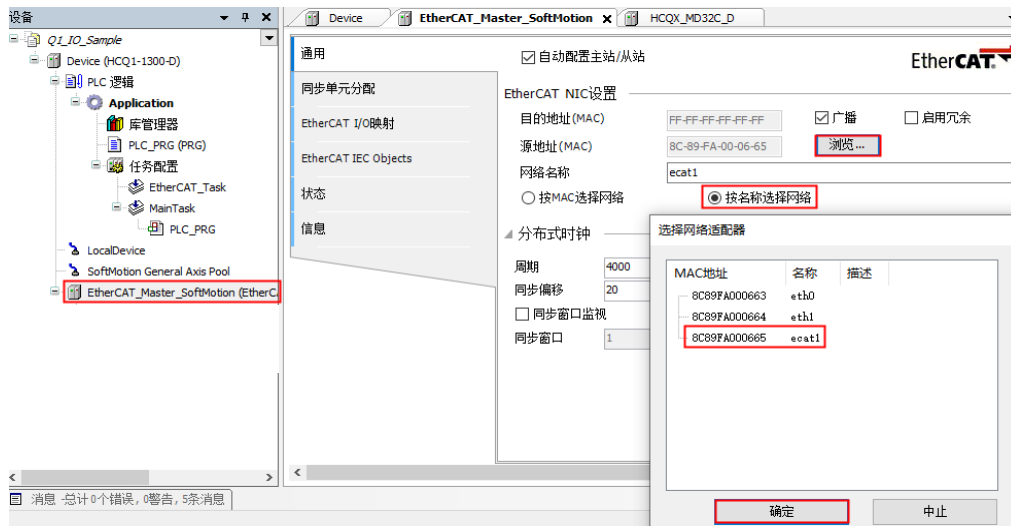 设备
Q1_IO_Sample
Device (HCQ1-1300-D)
PLC 逻辑
Application
库管理器
PLC_PRG (PRG)
任务配置
EtherCAT_Task
MainTask
PLC_PRG
LocalDevice
SoftMotion General Axis Pool
EtherCAT_Master_SoftMotion (EtherC
消息 -总计0个错误, 0警告, 5条消息
Device
EtherCAT_Master_SoftMotion
HCQX_MD32C_D
通用
同步单元分配
EtherCAT I/O映射
EtherCAT IEC Objects
状态
信息
自动配置主站/从站
EtherCAT.
EtherCAT NIC设置
目的地址(MAC) FF-FF-FF-FF-FF-FF 广播 启用冗余
源地址(MAC) 8C-89-FA-00-06-65 浏览...
网络名称 ecat1
按MAC选择网络 按名称选择网络
分布式时钟
周期 4000
同步偏移 20
同步窗口监视
同步窗口 1
选择网络适配器
MAC地址 名称 描述
8C89FA000663 eth0
8C89FA000664 eth1
8C89FA000665 ecat1
确定 中止